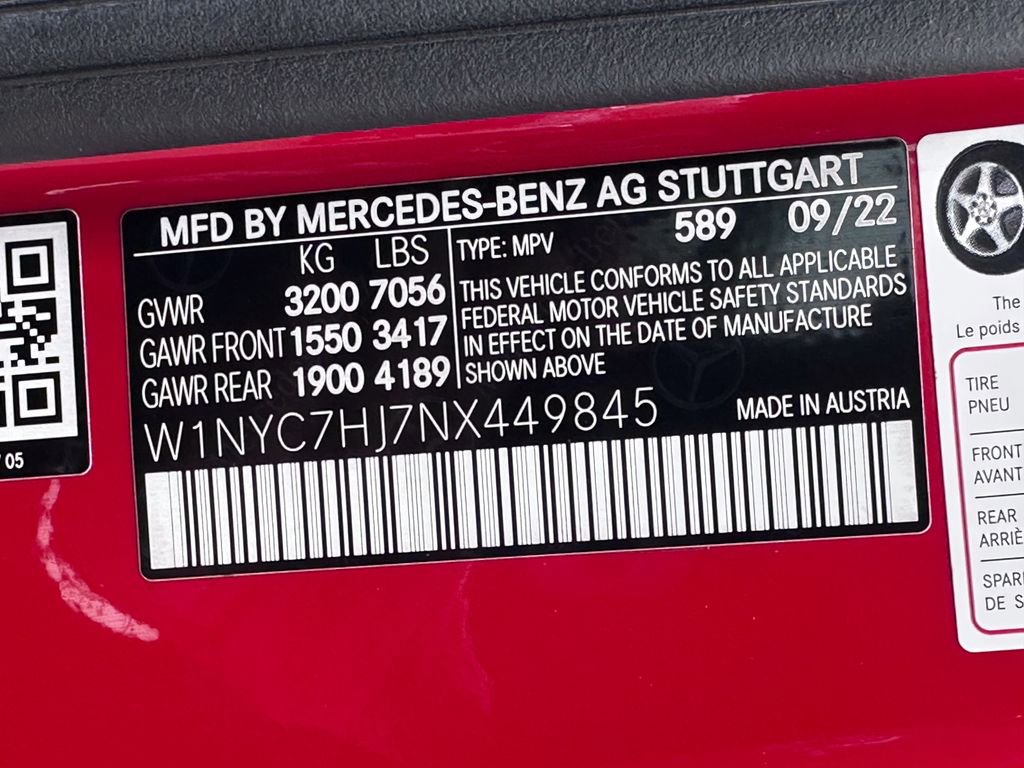 MFD BY MERCEDES-BENZ AG STUTTGART
KG LBS
GVWR 3200 7056
GAWR FRONT 1550 3417
GAWR REAR 1900 4189
TYPE: MPV 589 09/22
THIS VEHICLE CONFORMS TO ALL APPLICABLE
FEDERAL MOTOR VEHICLE SAFETY STANDARDS
IN EFFECT ON THE DATE OF MANUFACTURE
SHOWN ABOVE
W1NYC7HJ7NX449845
MADE IN AUSTRIA
05
The
Le poids
TIRE
PNEU
FRONT
AVANT
REAR
ARRIÈ
SPAR
DE S